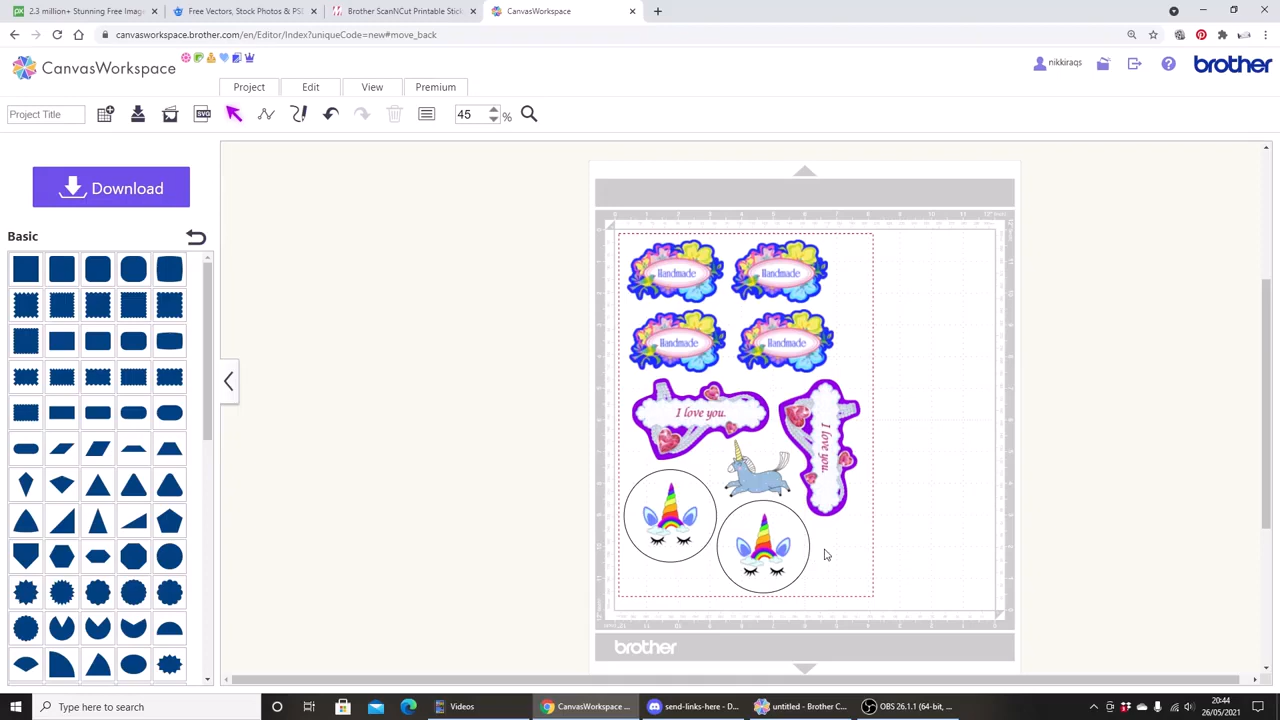 2.3 million+ Stunning Free Image
Free Vectors, Stock Photos & PSD
Brother ScanNCut Printable Stick
CanvasWorkspace
canvasworkspace.brother.com/en/Editor/Index?uniqueCode=new#move_back
CanvasWorkspace
nikkiraqs
brother
Project
Edit
View
Premium
Project Title
SVG
45 %
Download
Basic
Handmade
Handmade
Handmade
Handmade
I love you.
I love you.
brother
Type here to search
Videos
CanvasWorkspace ...
send-links-here - D...
untitled - Brother C...
OBS 26.1.1 (64-bit, ...
20:44
26/05/2021